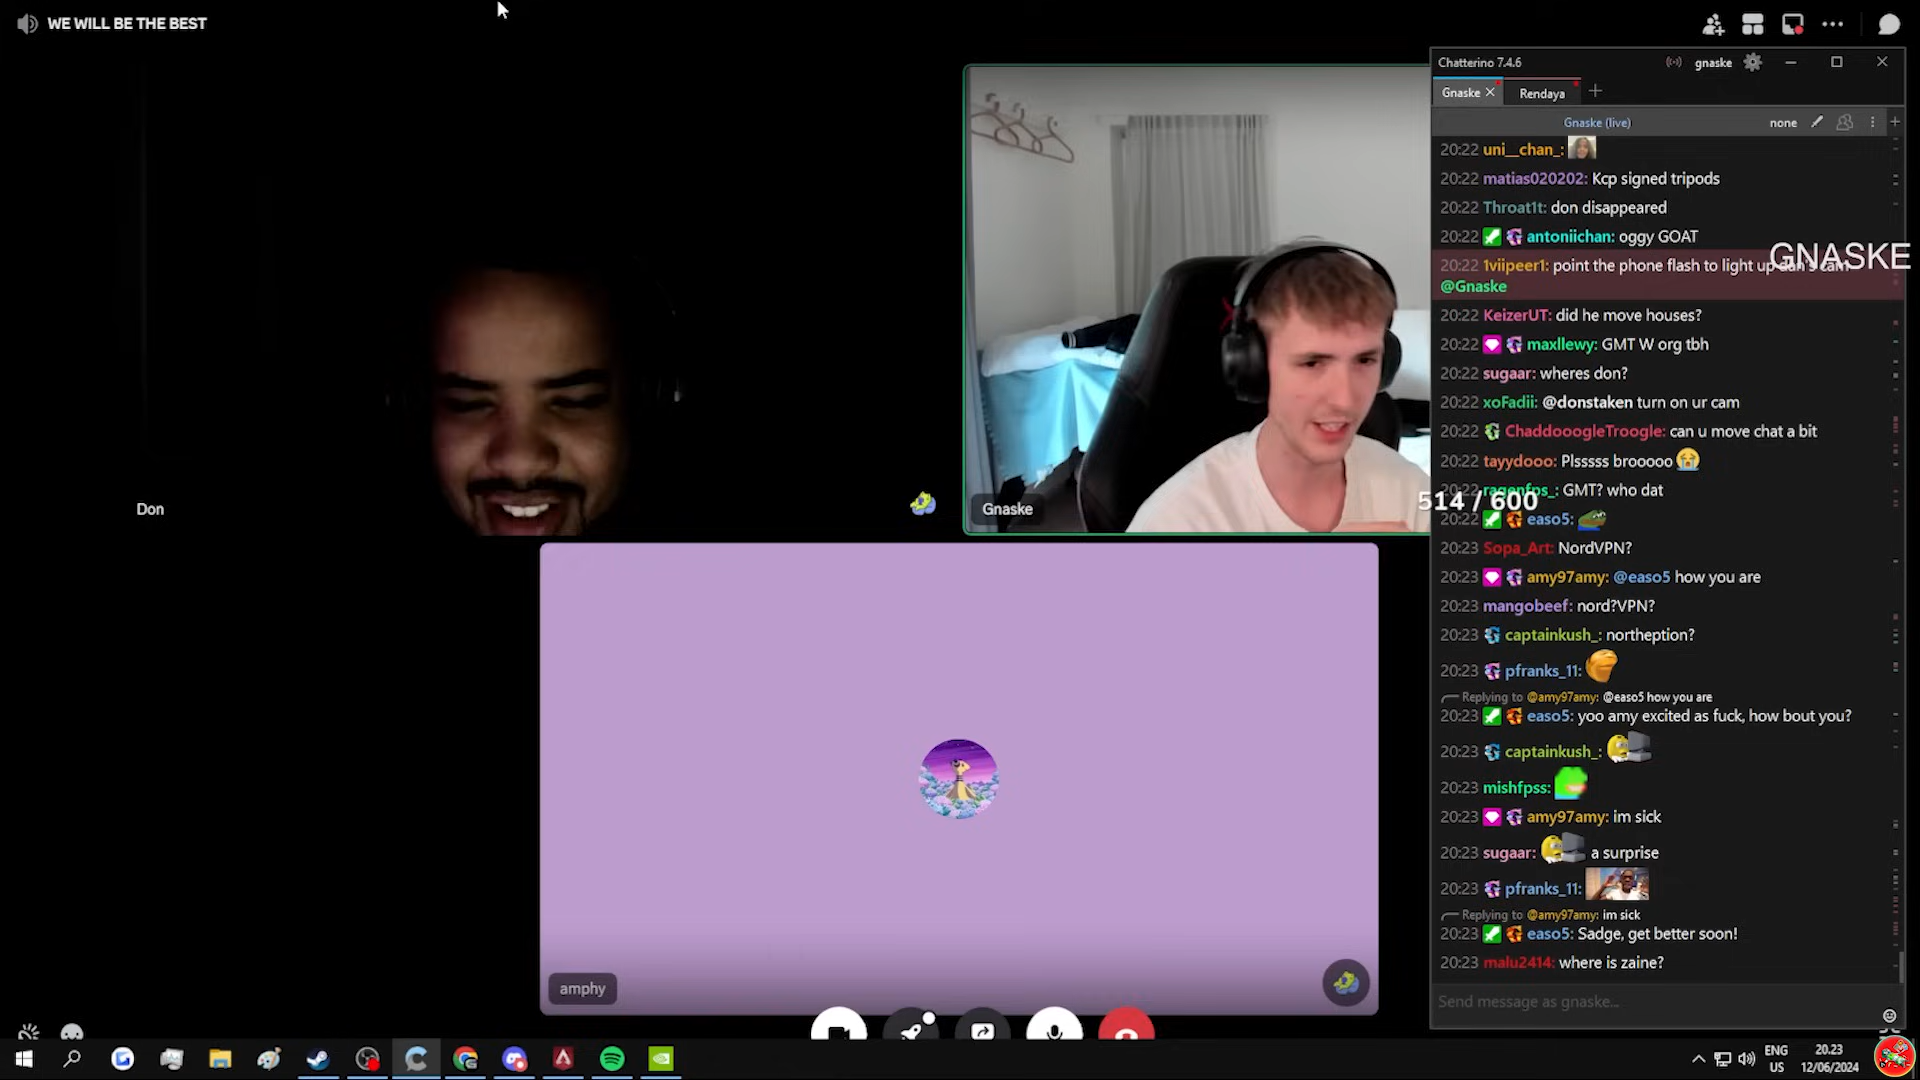 WE WILL BE THE BEST
Chatterino 7.4.6
gnaske
Gnaske
Rendaya
Gnaske (live)
none
20:22 uni__chan_:
20:22 matias020202: Kcp signed tripods
20:22 Throat1t: don disappeared
20:22 antoniichan: oggy GOAT
GNASKE
20:22 1viipeer1: point the phone flash to light up dan's cam
@Gnaske
20:22 KeizerUT: did he move houses?
20:22 maxllewy: GMT W org tbh
20:22 sugaar: wheres don?
20:22 xoFadii: @donstaken turn on ur cam
20:22 ChaddooogleTroogle: can u move chat a bit
20:22 tayydooo: Plsssss brooooo
20:22 ragenfps_: GMT? who dat
514 / 600
20:22 easo5:
20:23 Sopa_Art: NordVPN?
20:23 amy97amy: @easo5 how you are
20:23 mangobeef: nord?VPN?
20:23 captainkush_: northeption?
20:23 pfranks_11:
Replying to @amy97amy: @easo5 how you are
20:23 easo5: yoo amy excited as fuck, how bout you?
20:23 captainkush_:
20:23 mishfpss:
20:23 amy97amy: im sick
20:23 sugaar: a surprise
20:23 pfranks_11:
Replying to @amy97amy: im sick
20:23 easo5: Sadge, get better soon!
20:23 malu2414: where is zaine?
Send message as gnaske...
Don
Gnaske
amphy
ENG
US
20.23
12/06/2024